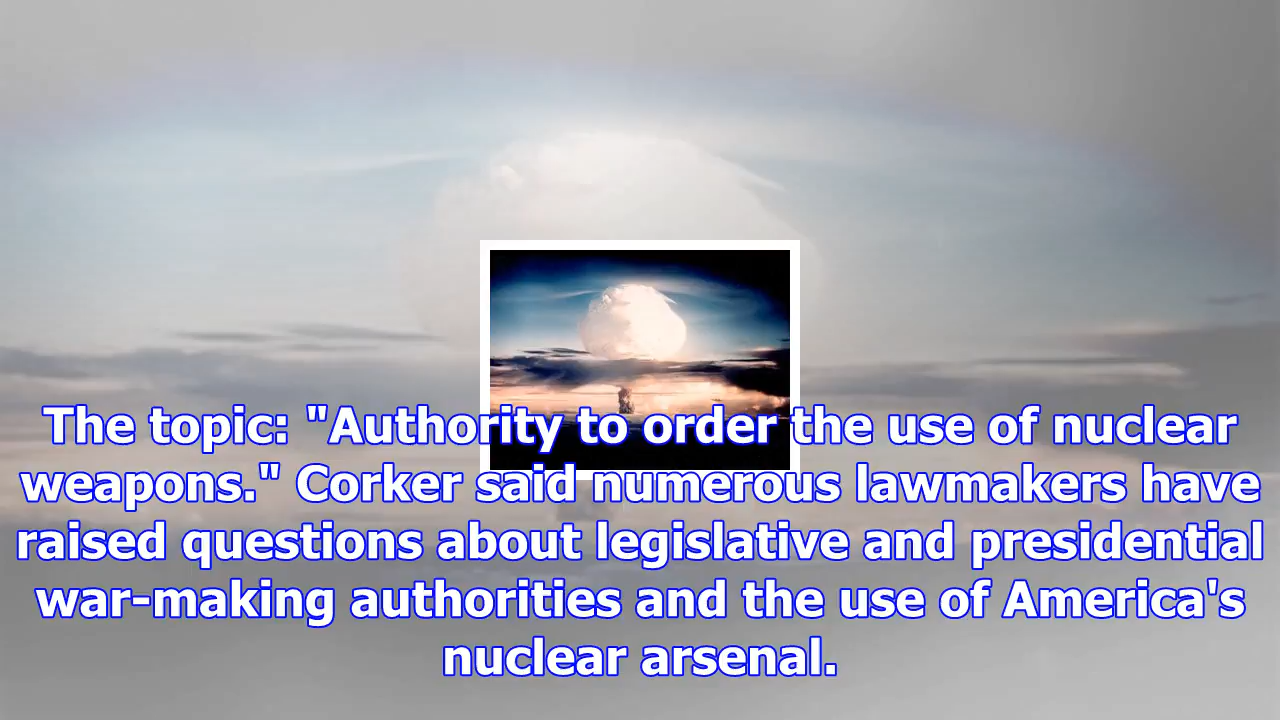 The topic: "Authority to order the use of nuclear
weapons." Corker said numerous lawmakers have
raised questions about legislative and presidential
war-making authorities and the use of America's
nuclear arsenal.